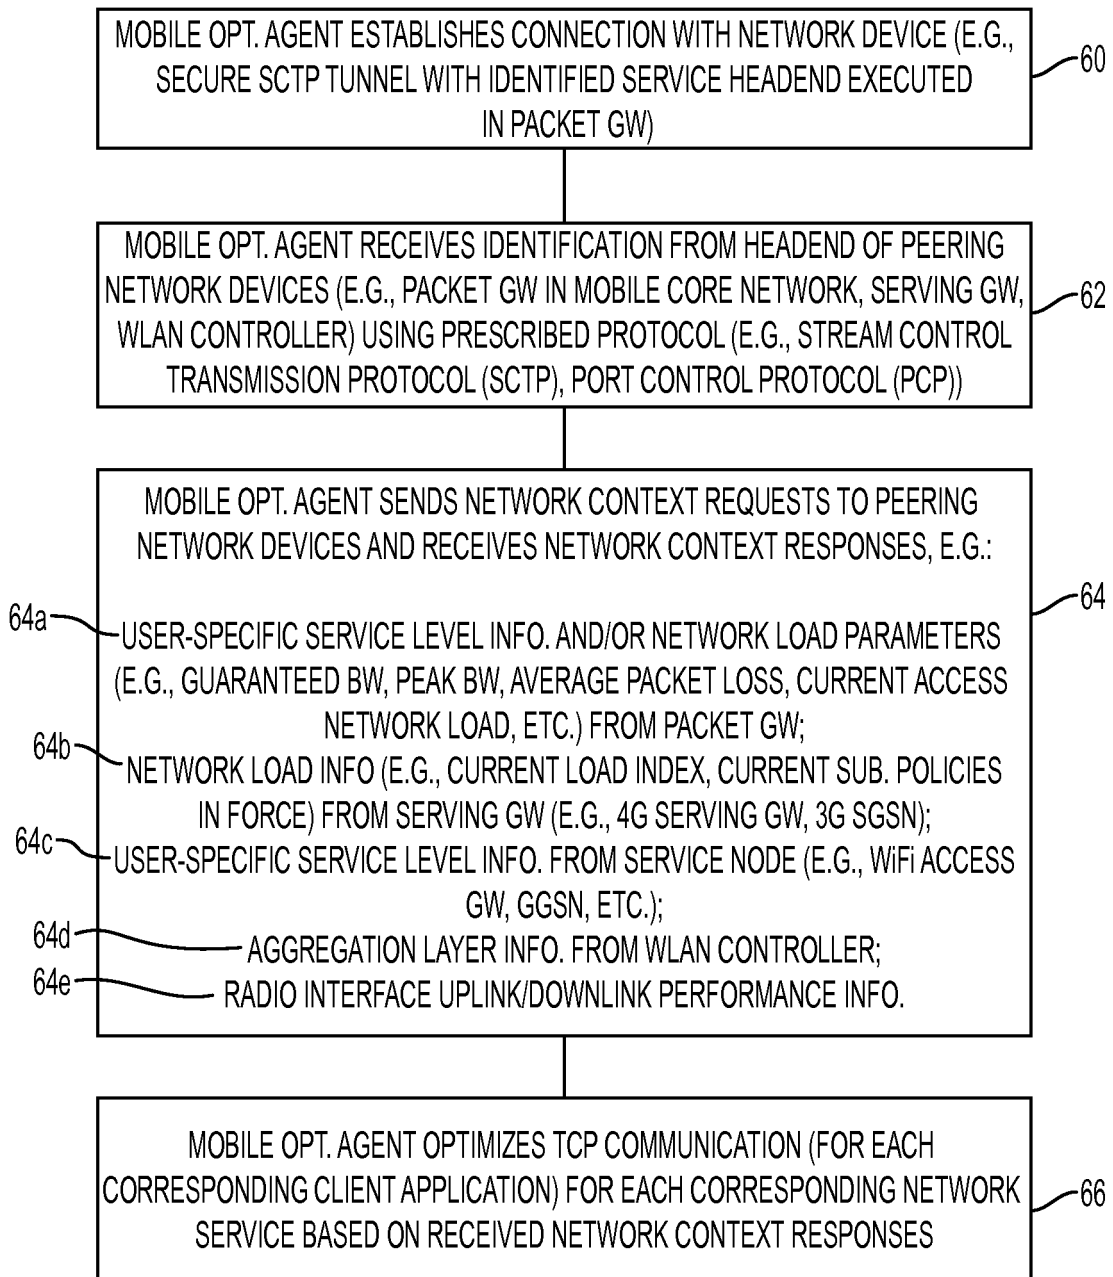 MOBILE OPT. AGENT ESTABLISHES CONNECTION WITH NETWORK DEVICE (E.G.,
SECURE SCTP TUNNEL WITH IDENTIFIED SERVICE HEADEND EXECUTED
IN PACKET GW)
60
MOBILE OPT. AGENT RECEIVES IDENTIFICATION FROM HEADEND OF PEERING
NETWORK DEVICES (E.G., PACKET GW IN MOBILE CORE NETWORK, SERVING GW,
WLAN CONTROLLER) USING PRESCRIBED PROTOCOL (E.G., STREAM CONTROL
TRANSMISSION PROTOCOL (SCTP), PORT CONTROL PROTOCOL (PCP))
62
MOBILE OPT. AGENT SENDS NETWORK CONTEXT REQUESTS TO PEERING
NETWORK DEVICES AND RECEIVES NETWORK CONTEXT RESPONSES, E.G.:
64
64a
USER-SPECIFIC SERVICE LEVEL INFO. AND/OR NETWORK LOAD PARAMETERS
(E.G., GUARANTEED BW, PEAK BW, AVERAGE PACKET LOSS, CURRENT ACCESS
NETWORK LOAD, ETC.) FROM PACKET GW;
64b
NETWORK LOAD INFO (E.G., CURRENT LOAD INDEX, CURRENT SUB. POLICIES
IN FORCE) FROM SERVING GW (E.G., 4G SERVING GW, 3G SGSN);
64c
USER-SPECIFIC SERVICE LEVEL INFO. FROM SERVICE NODE (E.G., WiFi ACCESS
GW, GGSN, ETC.);
64d
AGGREGATION LAYER INFO. FROM WLAN CONTROLLER;
64e
RADIO INTERFACE UPLINK/DOWNLINK PERFORMANCE INFO.
MOBILE OPT. AGENT OPTIMIZES TCP COMMUNICATION (FOR EACH
CORRESPONDING CLIENT APPLICATION) FOR EACH CORRESPONDING NETWORK
SERVICE BASED ON RECEIVED NETWORK CONTEXT RESPONSES
66